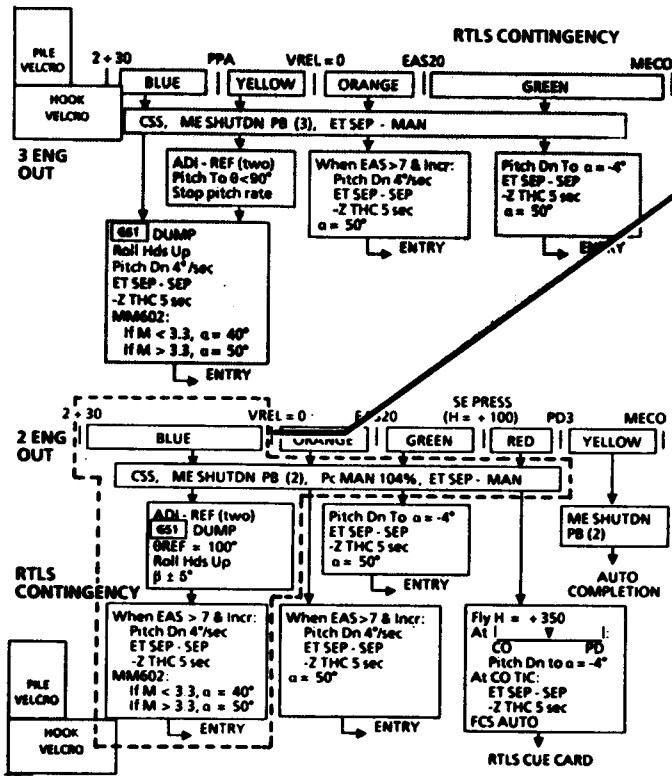 RTLS CONTINGENCY
PILE
VELCRO
HOOK
VELCRO
2 + 30 PPA VREL = 0 EAS20 MECO
BLUE YELLOW ORANGE GREEN
CSS, ME SHUTDN PB (3), ET SEP - MAN
3 ENG
OUT
ADI - REF (two)
Pitch To θ<90°
Stop pitch rate
When EAS >7 & Incr:
Pitch Dn 4°/sec
ET SEP - SEP
-Z THC 5 sec
α = 50°
ENTRY
Pitch Dn To α = -4°
ET SEP - SEP
-Z THC 5 sec
α = 50°
ENTRY
G51 DUMP
Roll Hds Up
Pitch Dn 4°/sec
ET SEP - SEP
-Z THC 5 sec
MM602:
If M < 3.3, α = 40°
If M > 3.3, α = 50°
ENTRY
2 + 30 VREL = 0 EAS20 SE PRESS
(H = + 100) PD3 MECO
2 ENG
OUT
BLUE ORANGE GREEN RED YELLOW
CSS, ME SHUTDN PB (2), Pc MAN 104%, ET SEP - MAN
ADI - REF (two)
G51 DUMP
θREF = 100°
Roll Hds Up
β ± 5°
Pitch Dn To α = -4°
ET SEP - SEP
-Z THC 5 sec
α = 50°
ENTRY
ME SHUTDN
PB (2)
AUTO
COMPLETION
RTLS
CONTINGENCY
When EAS > 7 & Incr:
Pitch Dn 4°/sec
ET SEP - SEP
-Z THC 5 sec
MM602:
If M < 3.3, α = 40°
If M > 3.3, α = 50°
ENTRY
When EAS >7 & Incr:
Pitch Dn 4°/sec
ET SEP - SEP
-Z THC 5 sec
α = 50°
ENTRY
Fly H = + 350
At :
CO PD
Pitch Dn to α = -4°
At CO TIC:
ET SEP - SEP
-Z THC 5 sec
FCS AUTO
RTLS CUE CARD
PILE
VELCRO
HOOK
VELCRO